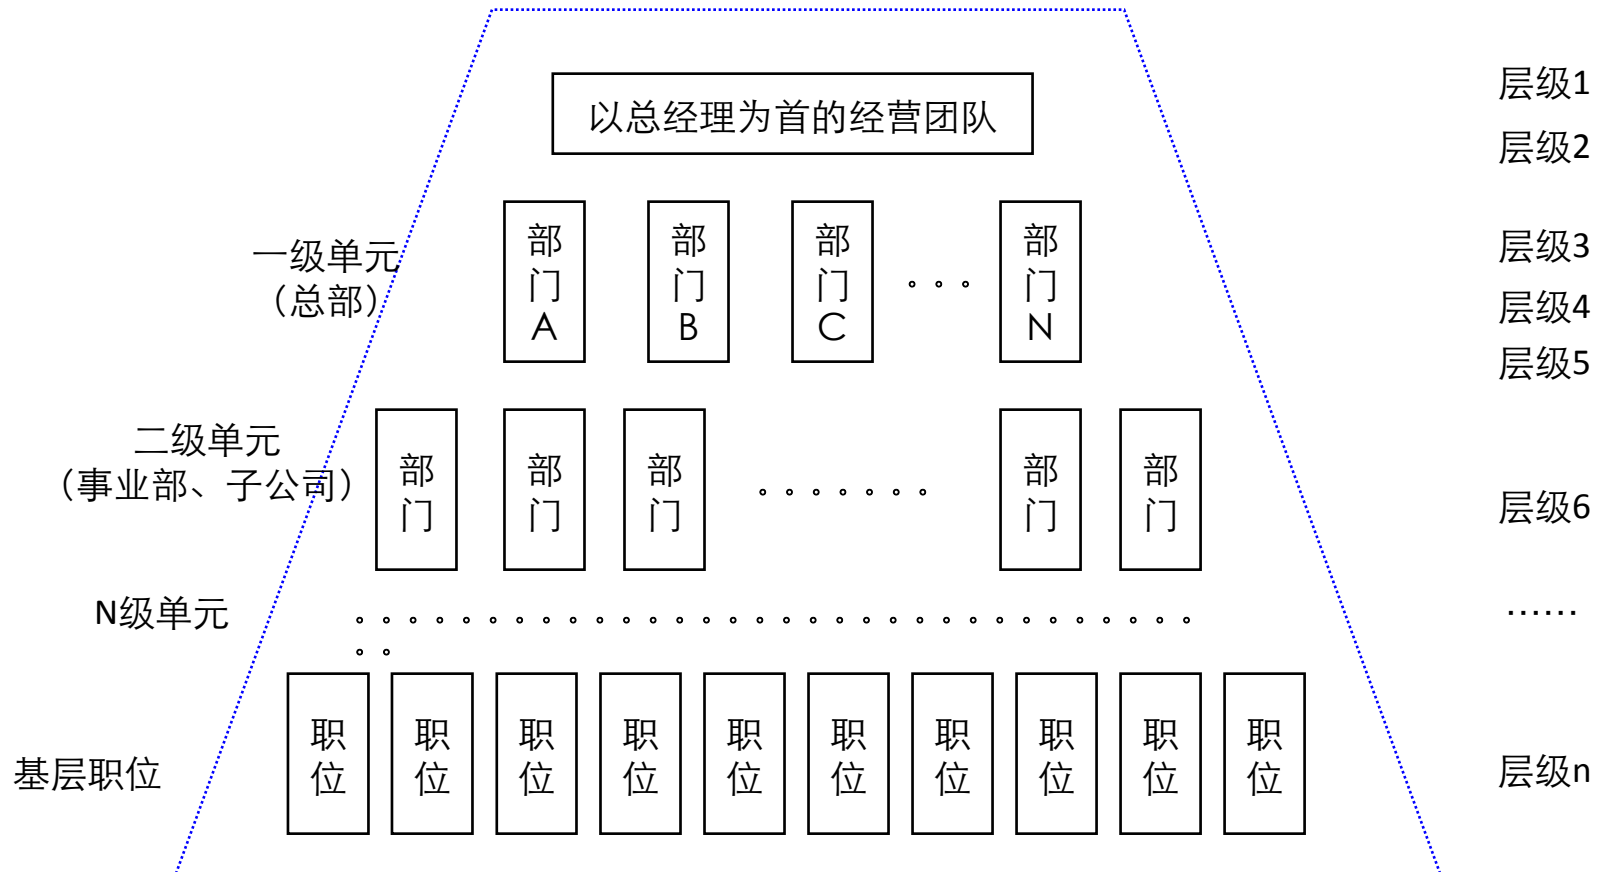 层级1
以总经理为首的经营团队
层级2
一级单元
（总部）
部门A
部门B
部门C
。。。
部门N
层级3
层级4
层级5
二级单元
（事业部、子公司）
部门
部门
部门
。。。。。。。
部门
部门
层级6
N级单元
。。。。。。。。。。。。。。。。。。。。。。。。。。。。。。。。
。。
……
基层职位
职位
职位
职位
职位
职位
职位
职位
职位
职位
职位
层级n